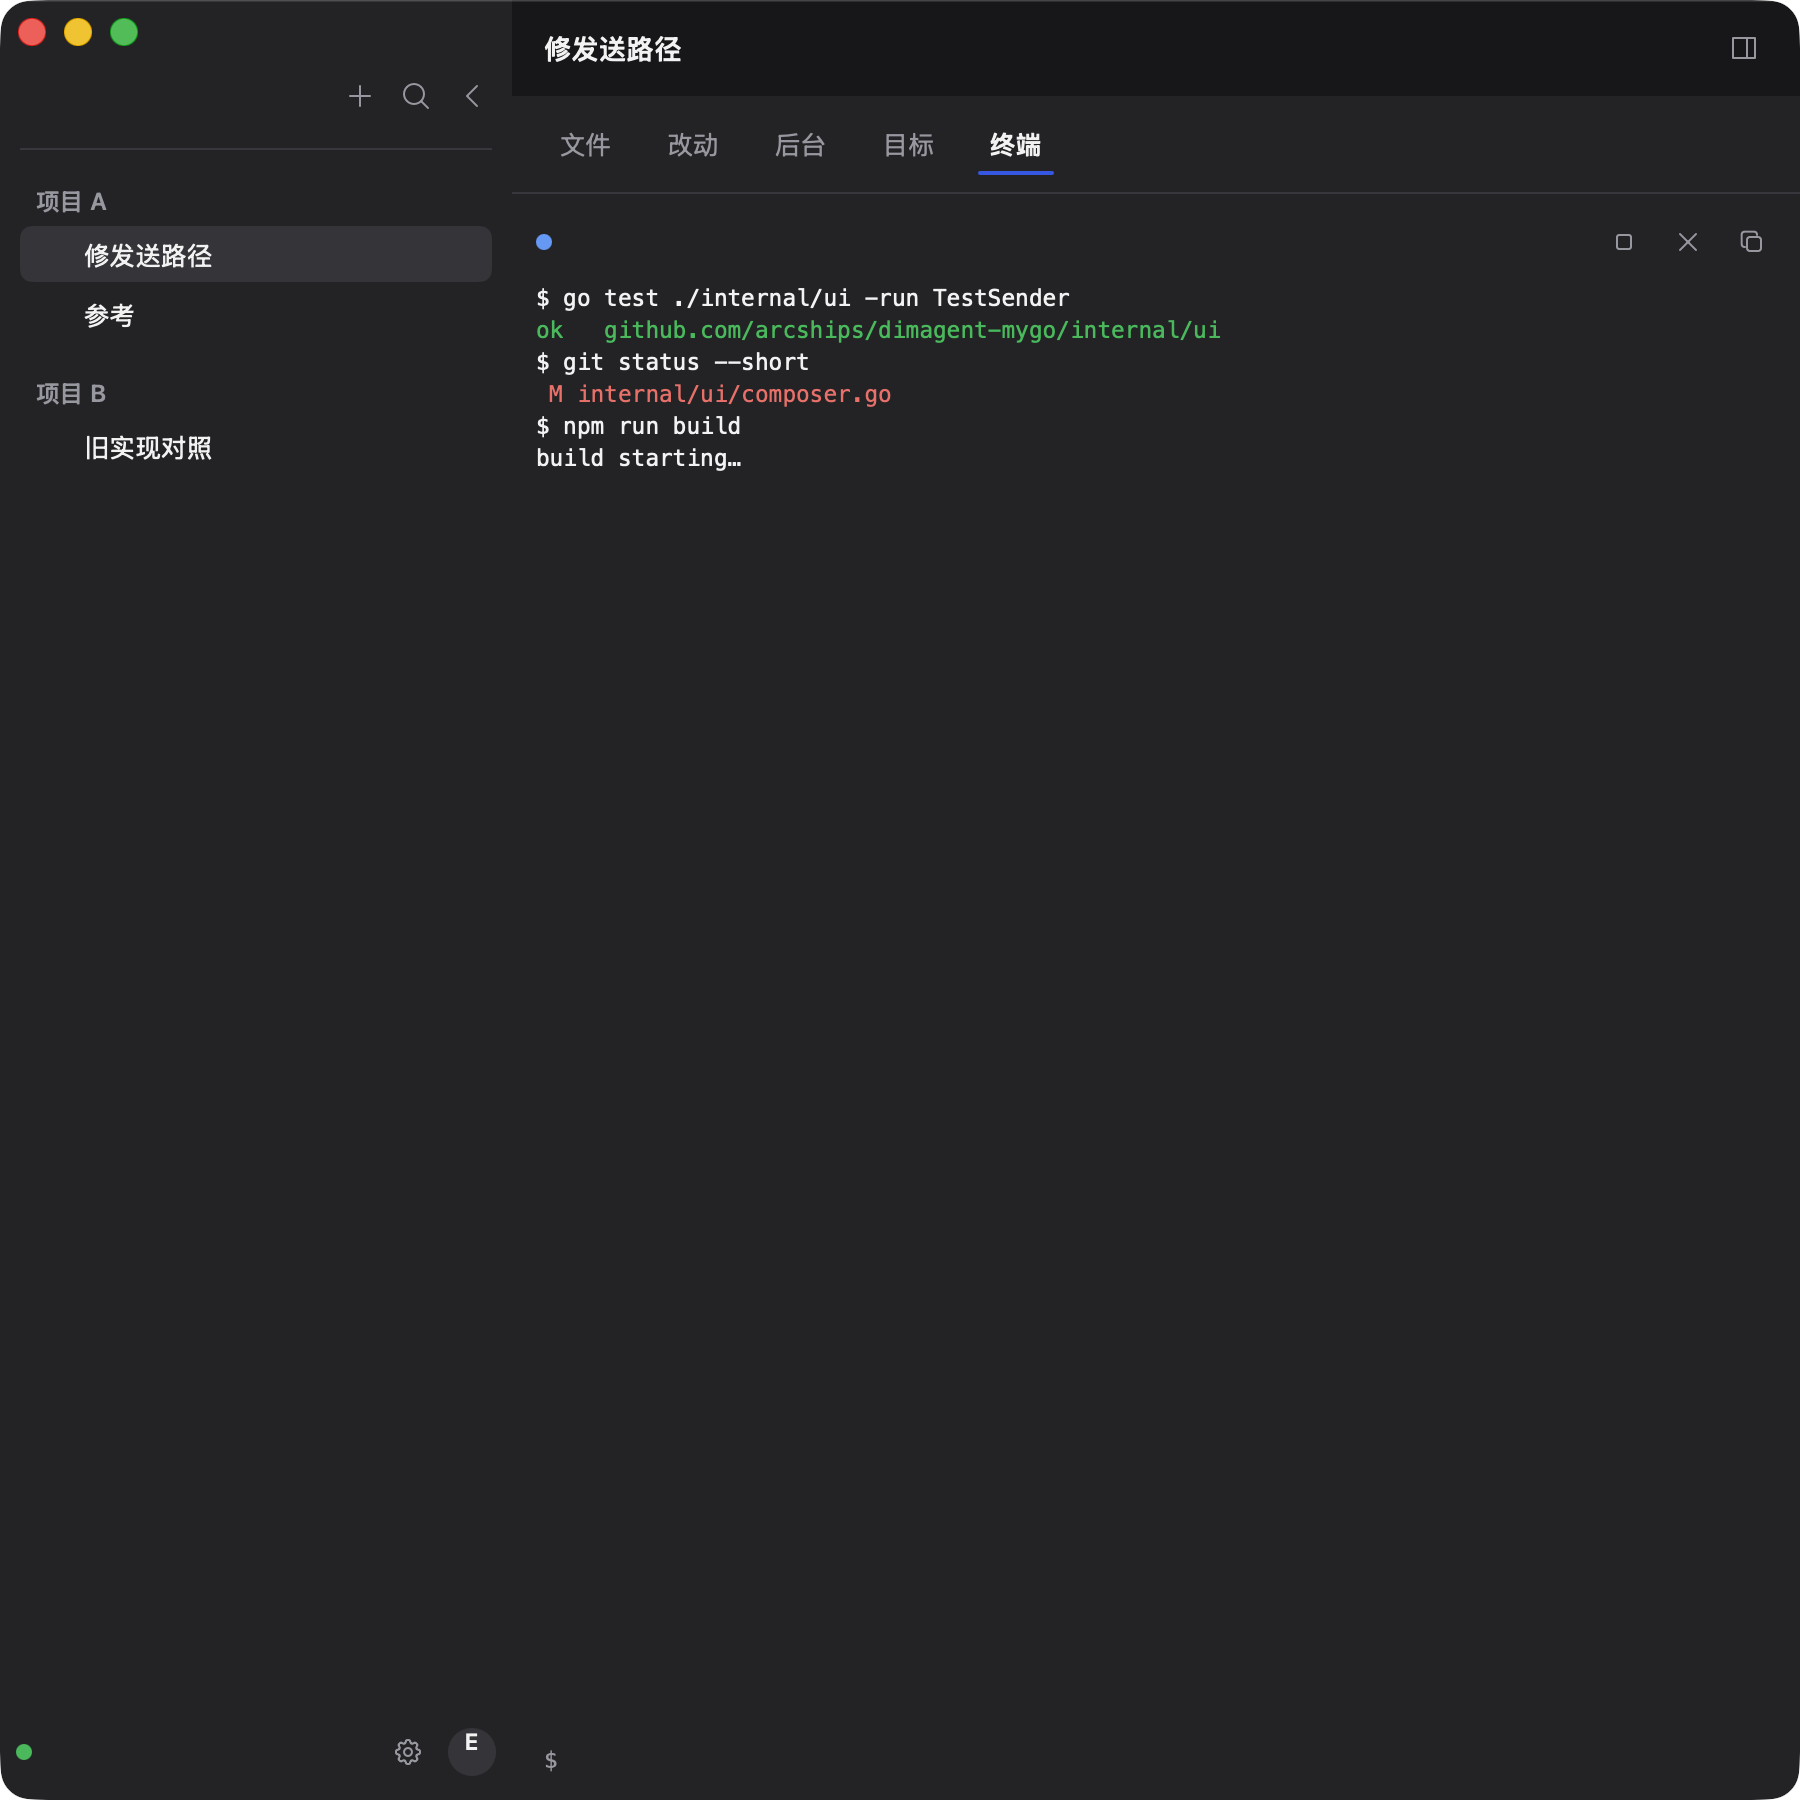 项目 A
修发送路径
参考
项目 B
旧实现对照
E
修发送路径
文件 改动 后台 目标 终端
$ go test ./internal/ui -run TestSender
ok   github.com/arcships/dimagent-mygo/internal/ui
$ git status --short
 M internal/ui/composer.go
$ npm run build
build starting…
$